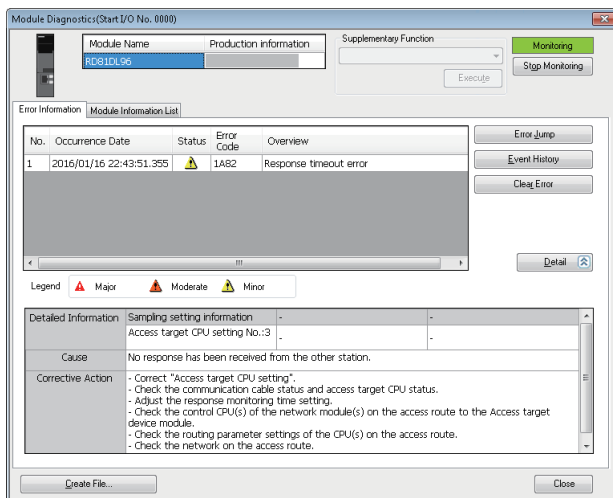 Module Diagnostics(Start I/O No. 0000)
Module Name Production information
RD81DL96
Supplementary Function
Execute
Monitoring
Stop Monitoring
Error Information Module Information List
No. Occurrence Date Status Error Code Overview
1 2016/01/16 22:43:51.355 1A82 Response timeout error
Error Jump
Event History
Clear Error
Detail
Legend Major Moderate Minor
Detailed Information Sampling setting information - -
Access target CPU setting No.:3 - -
Cause No response has been received from the other station.
Corrective Action - Correct "Access target CPU setting".
- Check the communication cable status and access target CPU status.
- Adjust the response monitoring time setting.
- Check the control CPU(s) of the network module(s) on the access route to the Access target
device module.
- Check the routing parameter settings of the CPU(s) on the access route.
- Check the network on the access route.
Create File... Close